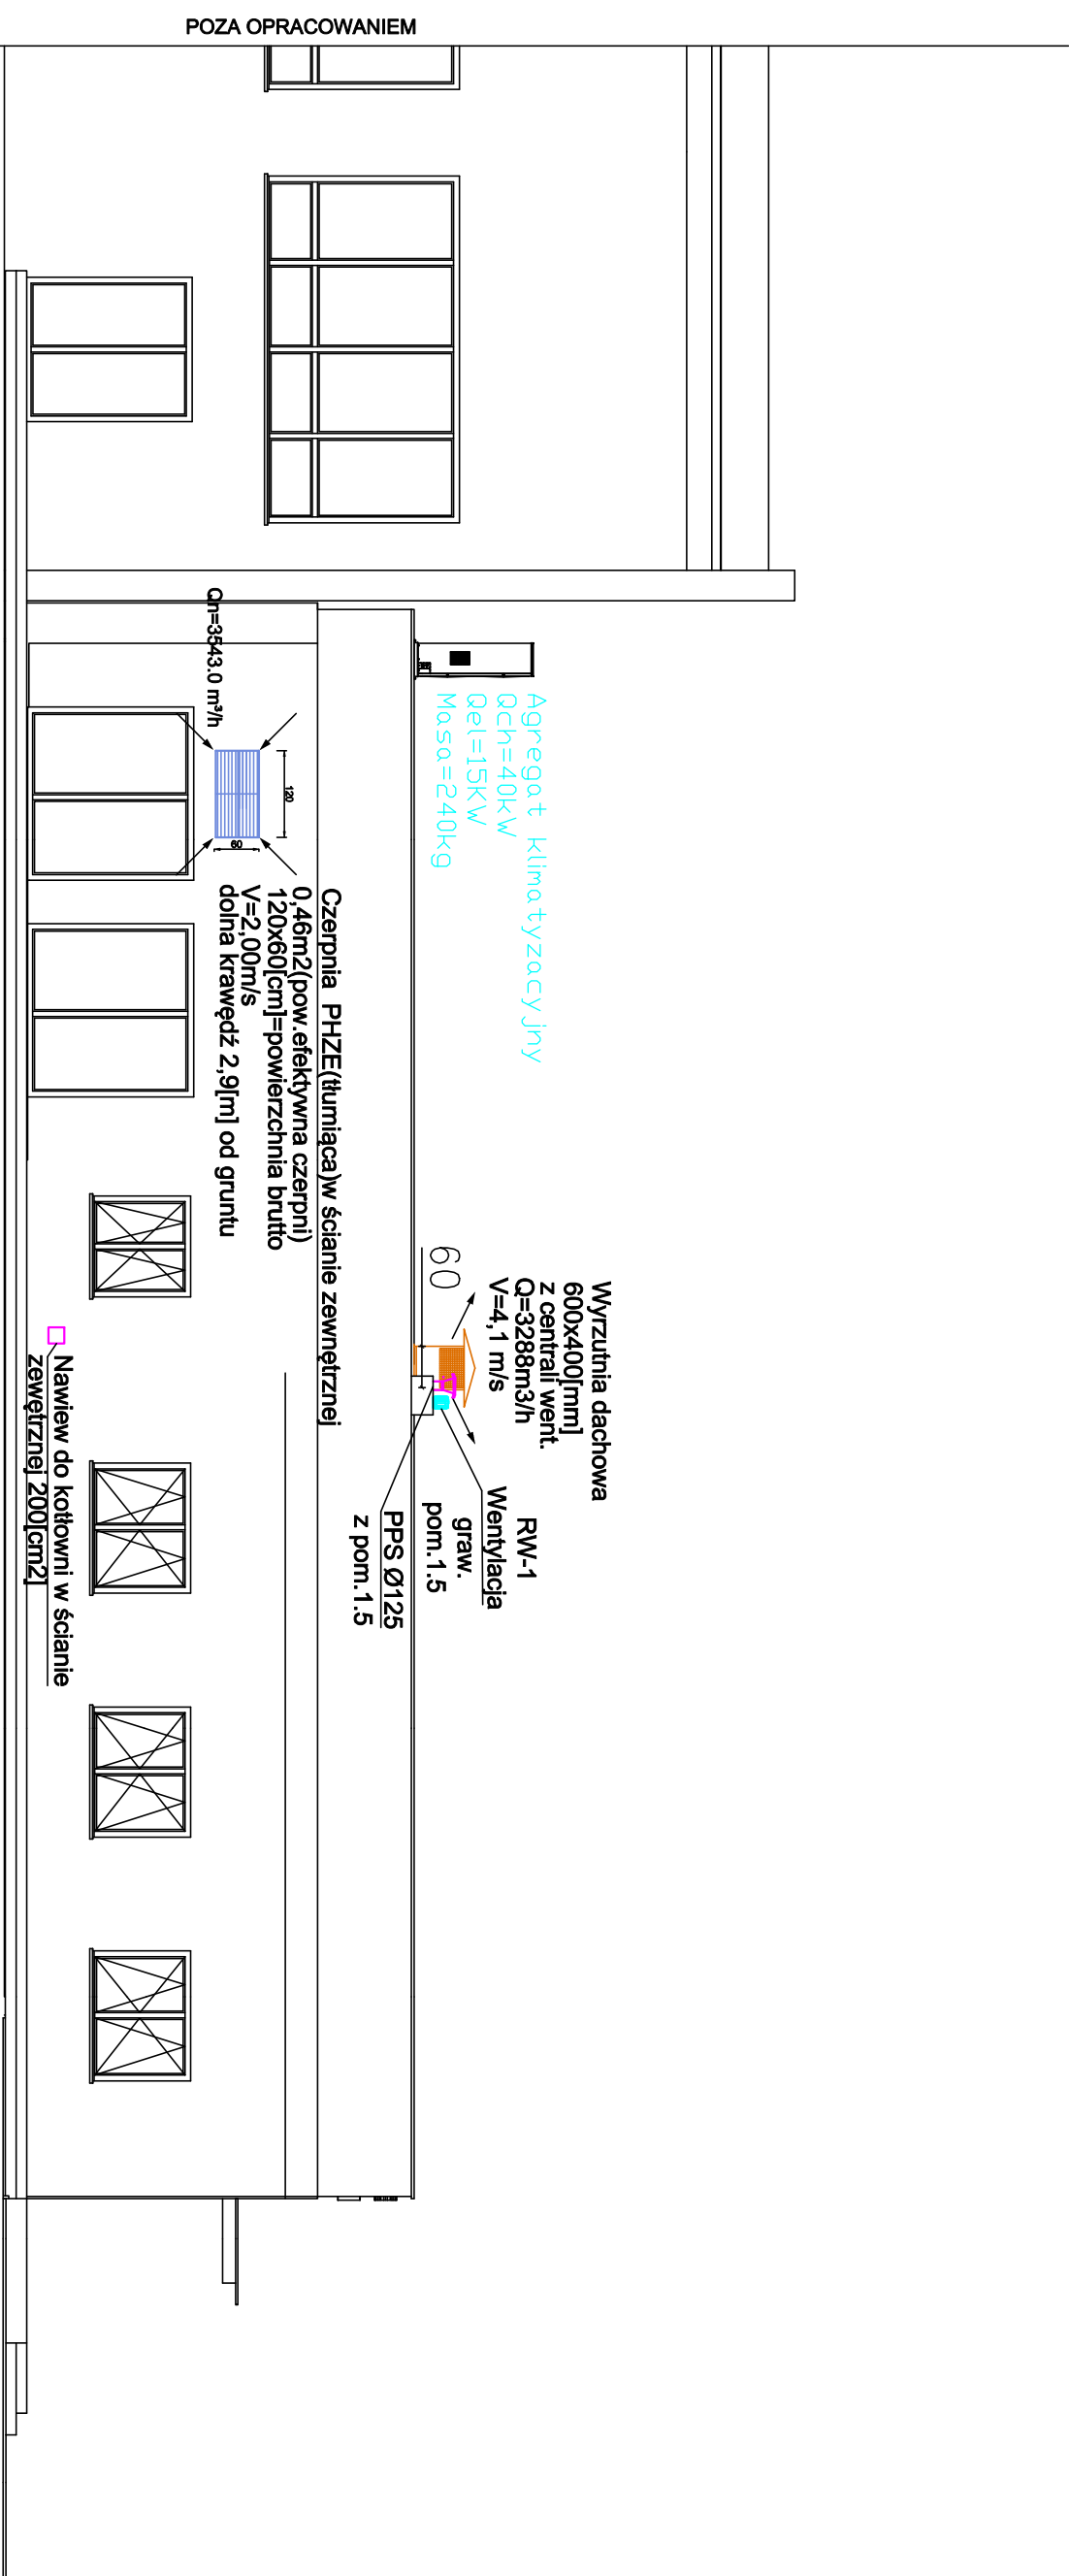 POZA OPRACOWANIEM
Agregat klimatyzacyjny
Qch=40kW
Qel=15KW
Masa=240kg
Qn=3543.0 m³/h
120
60
Czerpnia PHZE(tłumiąca)w ścianie zewnętrznej
0,46m2(pow.efektywna czerpni)
120x60[cm]=powierzchnia brutto
V=2,00m/s
dolna krawędź 2,9[m] od gruntu
60
Wyrzutnia dachowa
600x400[mm]
z centrali went.
Q=3288m3/h
V=4,1 m/s
RW-1
Wentylacja
graw.
pom.1.5
PPS Ø125
z pom.1.5
Nawiew do kotłowni w ścianie
zewętrznej 200[cm2]